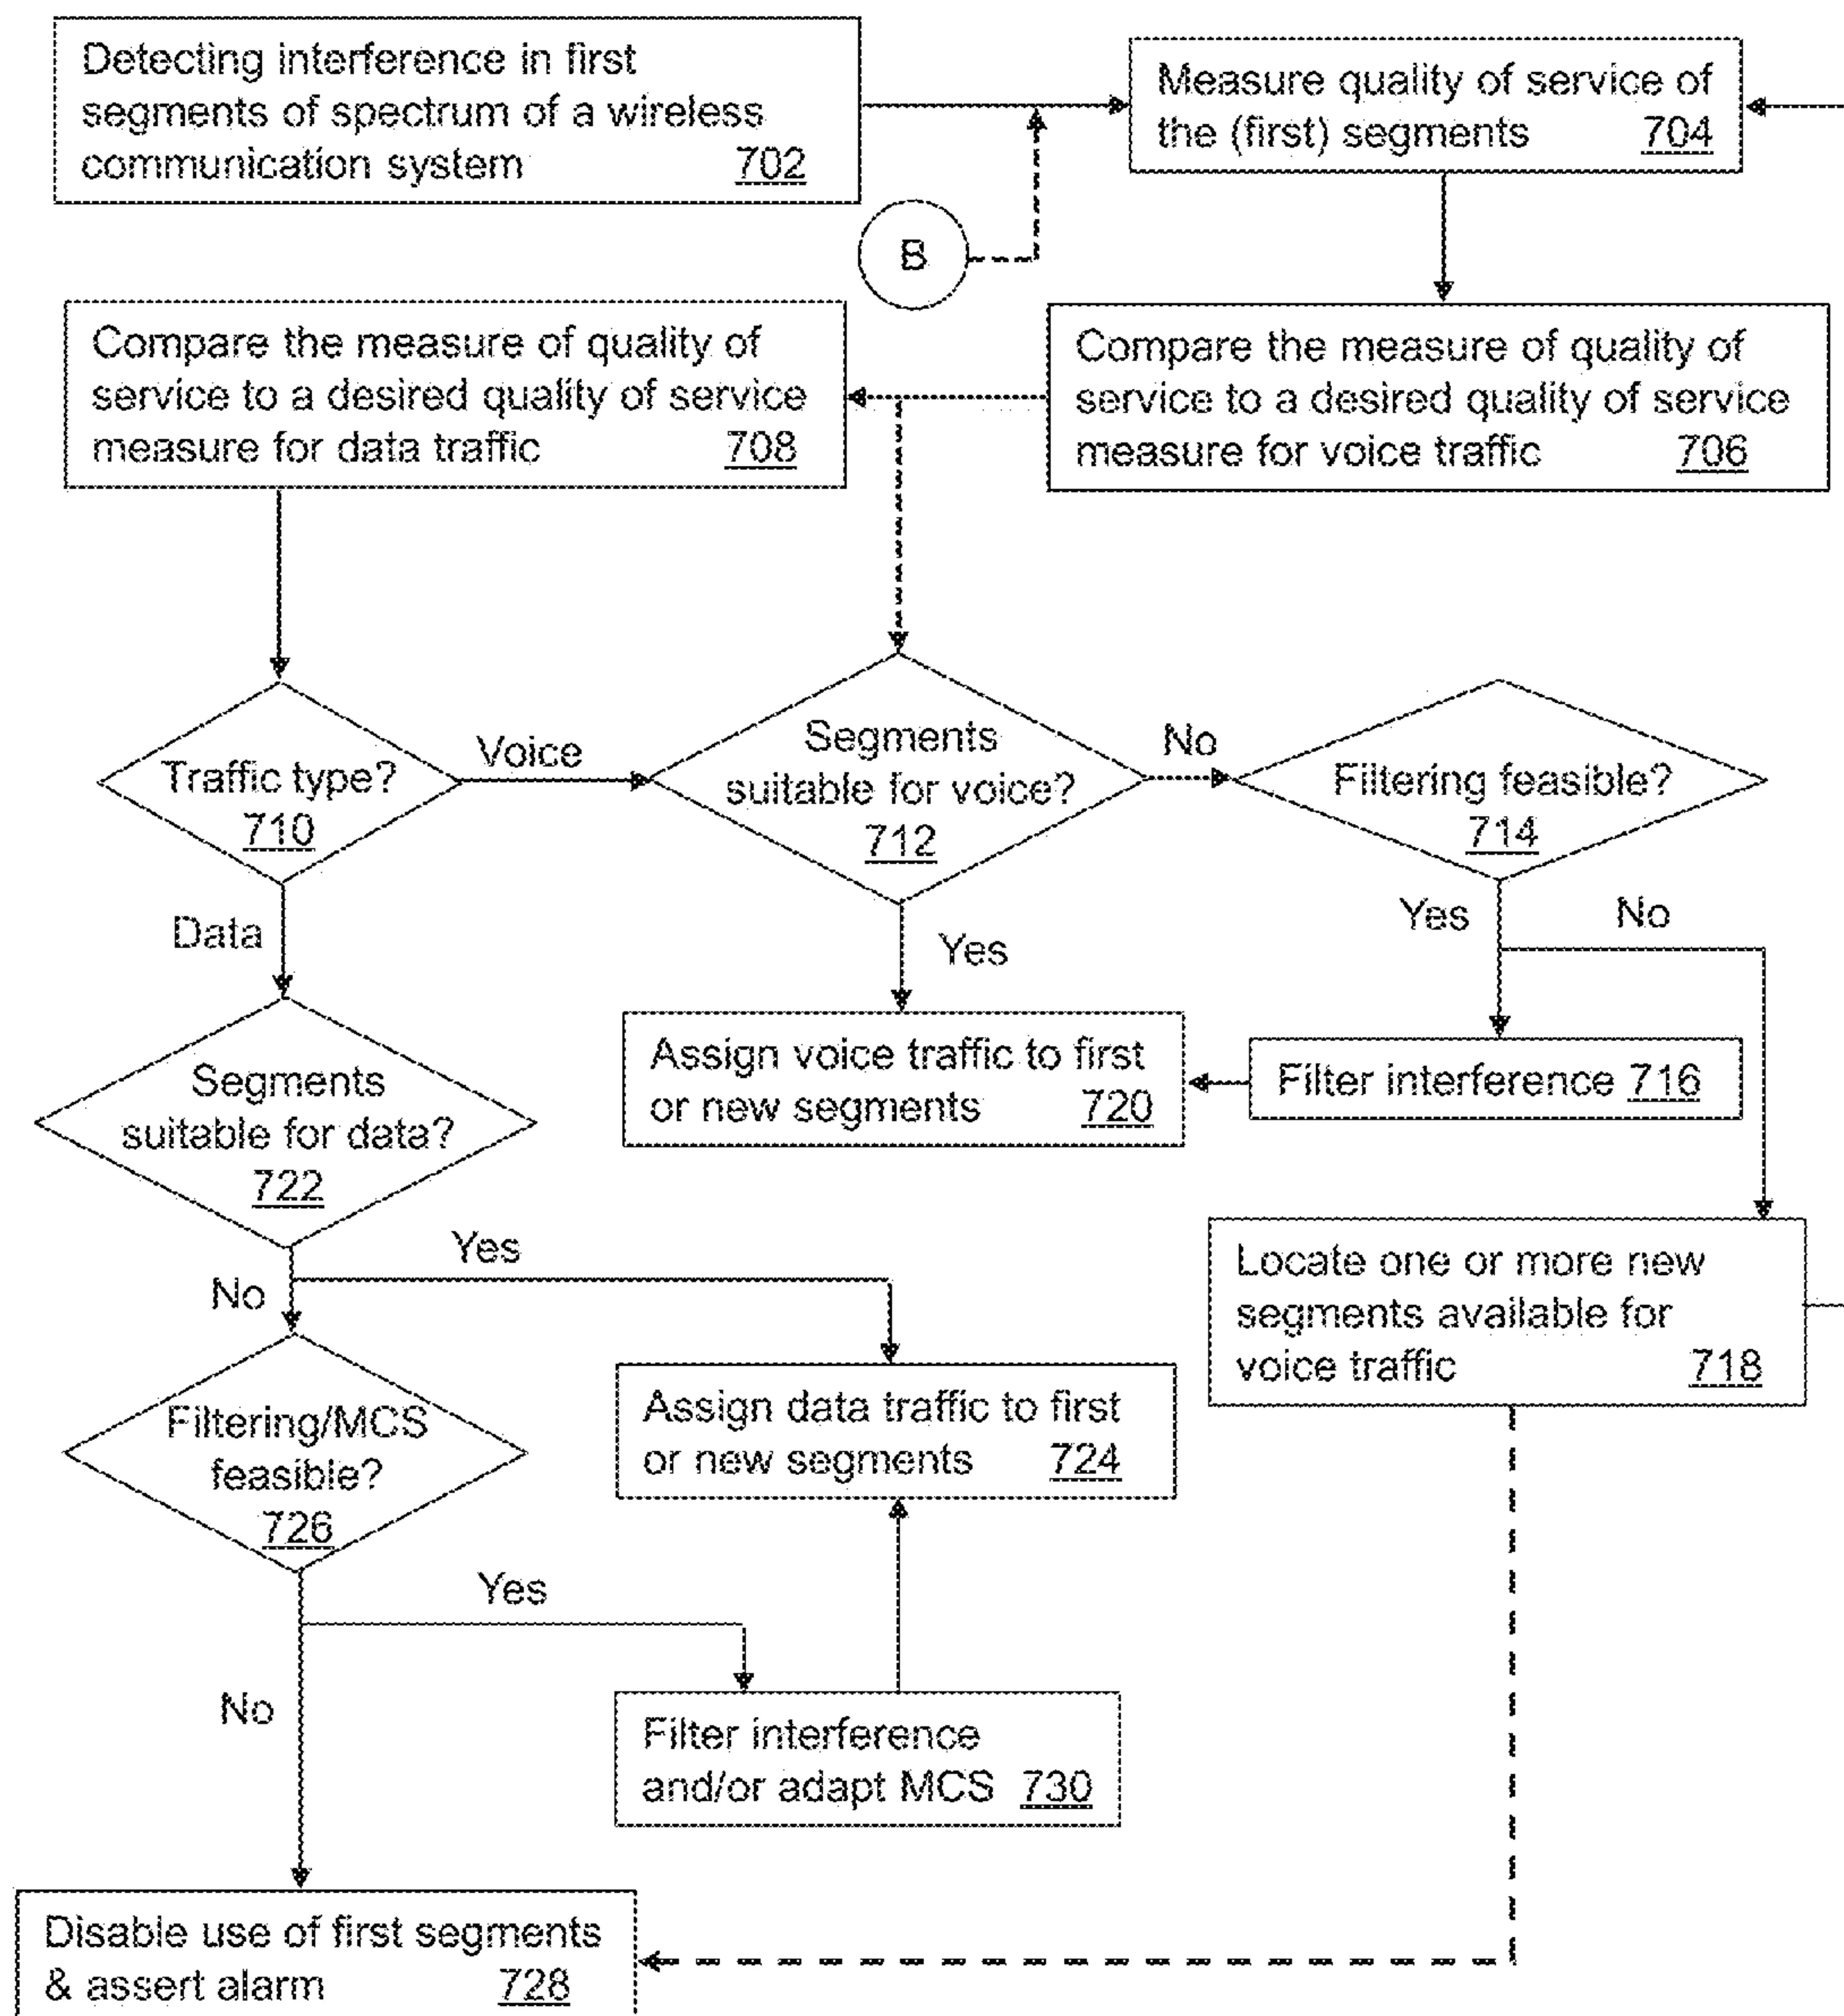 Detecting interference in first
segments of spectrum of a wireless
communication system 702
Measure quality of service of
the (first) segments 704
B
Compare the measure of quality of
service to a desired quality of service
measure for data traffic 708
Compare the measure of quality of
service to a desired quality of service
measure for voice traffic 706
Traffic type?
710
Voice
Segments
suitable for voice?
712
No
Filtering feasible?
714
Data
Yes
Yes
No
Segments
suitable for data?
722
Assign voice traffic to first
or new segments 720
Filter interference 716
Yes
No
Locate one or more new
segments available for
voice traffic 718
Filtering/MCS
feasible?
726
Assign data traffic to first
or new segments 724
Yes
No
Filter interference
and/or adapt MCS 730
Disable use of first segments
& assert alarm 728